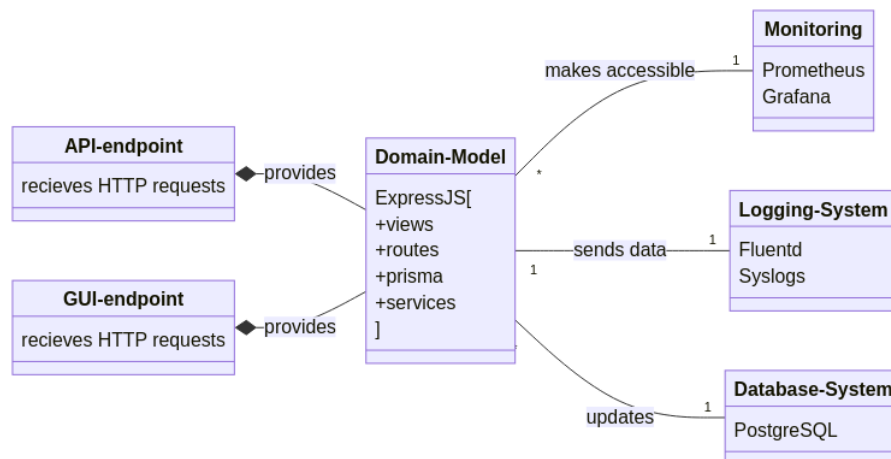 Monitoring
Prometheus
Grafana
makes accessible
1
*
API-endpoint
recieves HTTP requests
provides
Domain-Model
ExpressJS[
+views
+routes
+prisma
+services
]
Logging-System
Fluentd
Syslogs
sends data
1
1
GUI-endpoint
recieves HTTP requests
provides
Database-System
PostgreSQL
updates
1